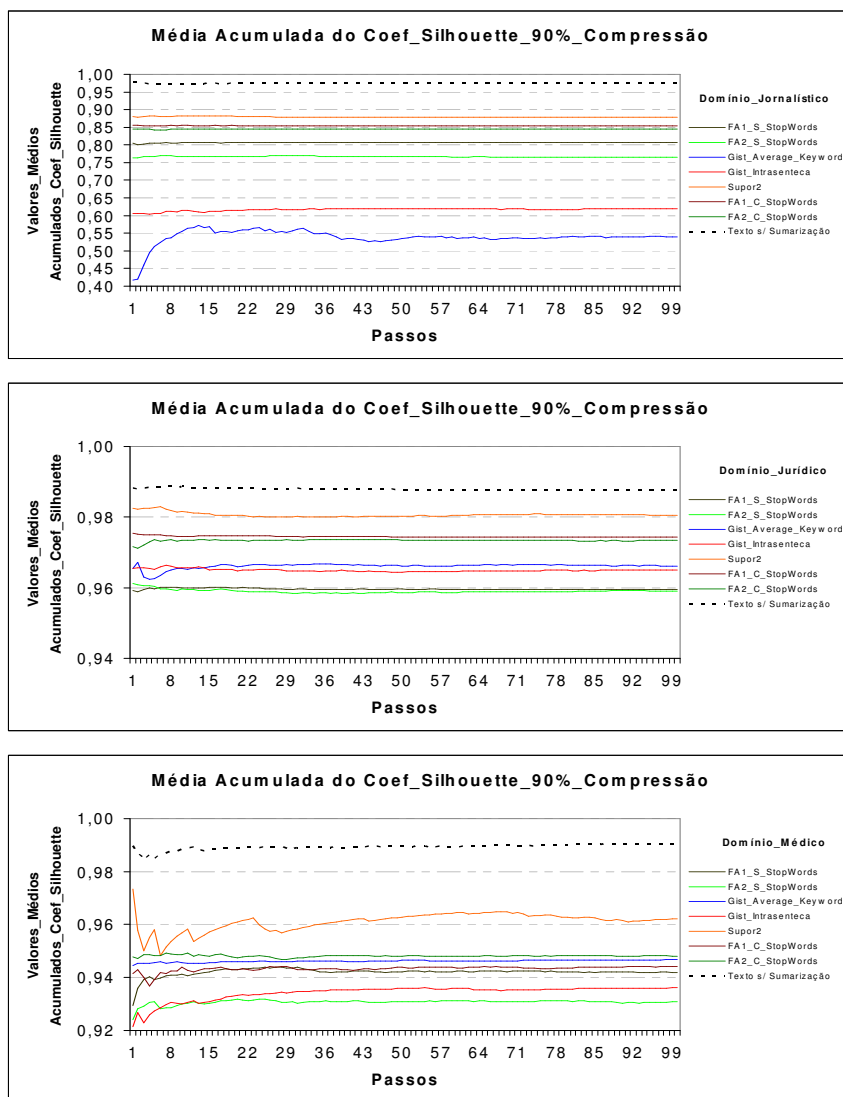 Média Acumulada do Coef_Silhouette_90%_Compressão
Valores_Médios
Acumulados_Coef_Silhouette
1,00
0,95
0,90
0,85
0,80
0,75
0,70
0,65
0,60
0,55
0,50
0,45
0,40
1 8 15 22 29 36 43 50 57 64 71 78 85 92 99
Passos
Domínio_Jornalístico
FA1_S_StopWords
FA2_S_StopWords
Gist_Average_Keyword
Gist_Intrasenteca
Supor2
FA1_C_StopWords
FA2_C_StopWords
Texto s/ Sumarização
Média Acumulada do Coef_Silhouette_90%_Compressão
Valores_Médios
Acumulados_Coef_Silhouette
1,00
0,98
0,96
0,94
1 8 15 22 29 36 43 50 57 64 71 78 85 92 99
Passos
Domínio_Jurídico
FA1_S_StopWords
FA2_S_StopWords
Gist_Average_Keyword
Gist_Intrasenteca
Supor2
FA1_C_StopWords
FA2_C_StopWords
Texto s/ Sumarização
Média Acumulada do Coef_Silhouette_90%_Compressão
Valores_Médios
Acumulados_Coef_Silhouette
1,00
0,98
0,96
0,94
0,92
1 8 15 22 29 36 43 50 57 64 71 78 85 92 99
Passos
Domínio_Médico
FA1_S_StopWords
FA2_S_StopWords
Gist_Average_Keyword
Gist_Intrasenteca
Supor2
FA1_C_StopWords
FA2_C_StopWords
Texto s/ Sumarização